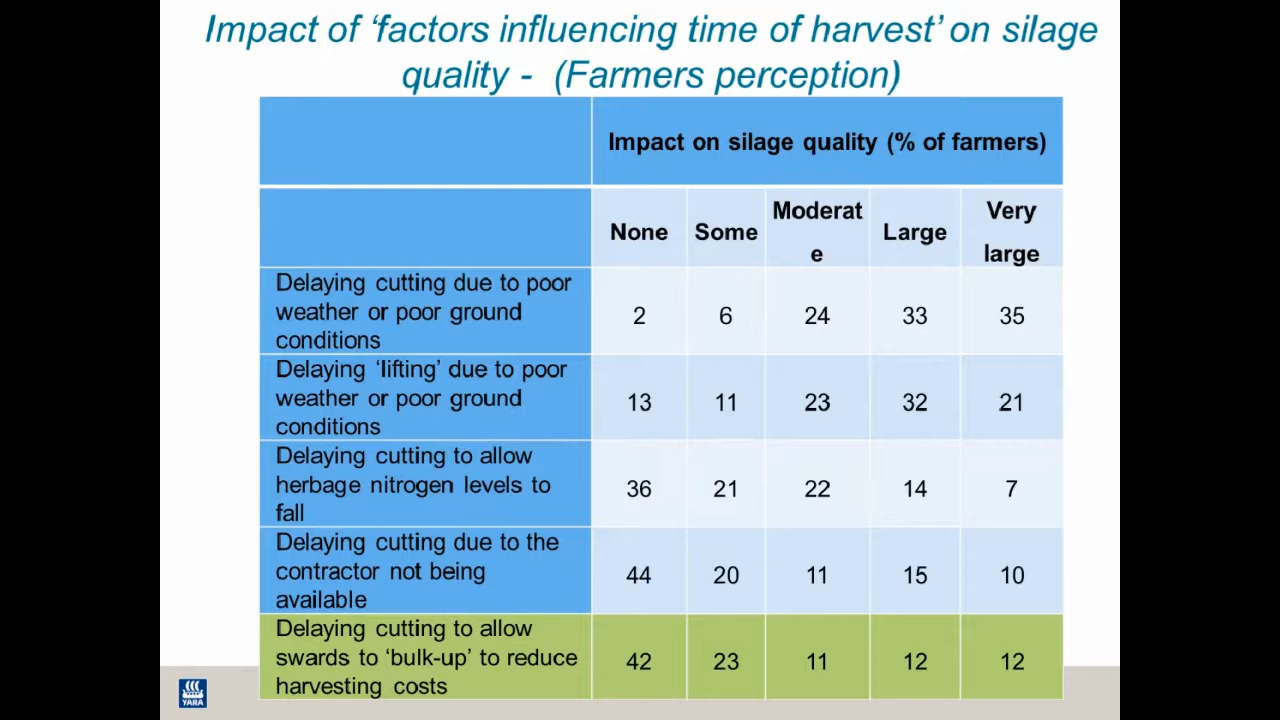 Impact of ‘factors influencing time of harvest’ on silage
quality - (Farmers perception)
Impact on silage quality (% of farmers)
None Some Moderat Large Very
e large
Delaying cutting due to poor
weather or poor ground
conditions
2 6 24 33 35
Delaying ‘lifting’ due to poor
weather or poor ground
conditions
13 11 23 32 21
Delaying cutting to allow
herbage nitrogen levels to
fall
36 21 22 14 7
Delaying cutting due to the
contractor not being
available
44 20 11 15 10
Delaying cutting to allow
swards to ‘bulk-up’ to reduce
harvesting costs
42 23 11 12 12
YARA